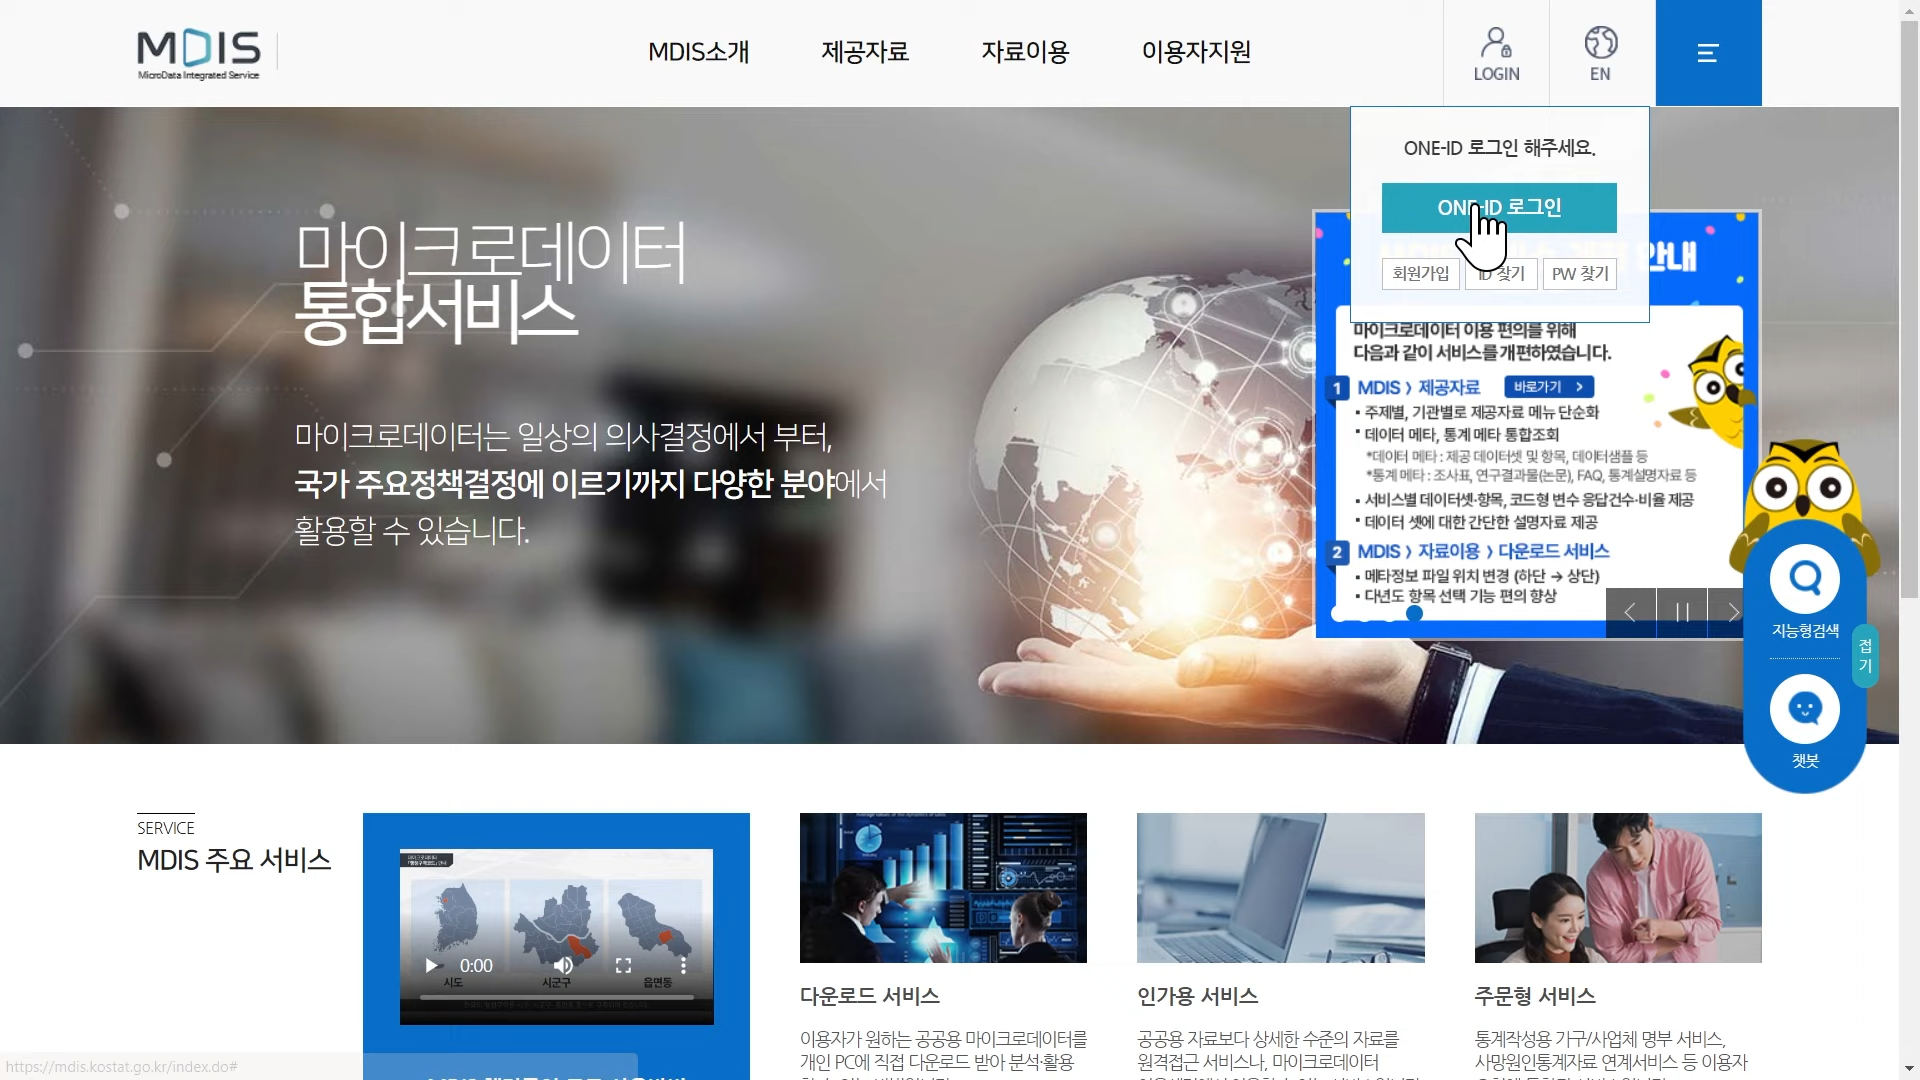 MDIS
MicroData Integrated Service
MDIS소개
제공자료
자료이용
이용자지원
LOGIN
EN
ONE-ID 로그인 해주세요.
ONE-ID 로그인
회원가입
ID 찾기
PW 찾기
안내
마이크로데이터
통합서비스
마이크로데이터는 일상의 의사결정에서 부터,
국가 주요정책결정에 이르기까지 다양한 분야에서
활용할 수 있습니다.
마이크로데이터 이용 편의를 위해
다음과 같이 서비스를 개편하였습니다.
1 MDIS > 제공자료 바로가기 >
• 주제별, 기관별로 제공자료 메뉴 단순화
• 데이터 메타, 통계 메타 통합조회
*데이터 메타 : 제공 데이터셋 및 항목, 데이터샘플 등
*통계 메타 : 조사표, 연구결과물(논문), FAQ, 통계설명자료 등
• 서비스별 데이터셋·항목, 코드형 변수 응답건수·비율 제공
• 데이터 셋에 대한 간단한 설명자료 제공
2 MDIS > 자료이용 > 다운로드 서비스
• 메타정보 파일 위치 변경 (하단 → 상단)
• 다년도 항목 선택 기능 편의 향상
지능형검색
접
기
챗봇
SERVICE
MDIS 주요 서비스
0:00
시도
시군구
읍면동
다운로드 서비스
이용자가 원하는 공공용 마이크로데이터를
개인 PC에 직접 다운로드 받아 분석·활용
인가용 서비스
공공용 자료보다 상세한 수준의 자료를
원격접근 서비스나, 마이크로데이터
주문형 서비스
통계작성용 가구/사업체 명부 서비스,
사망원인통계자료 연계서비스 등 이용자
https://mdis.kostat.go.kr/index.do#